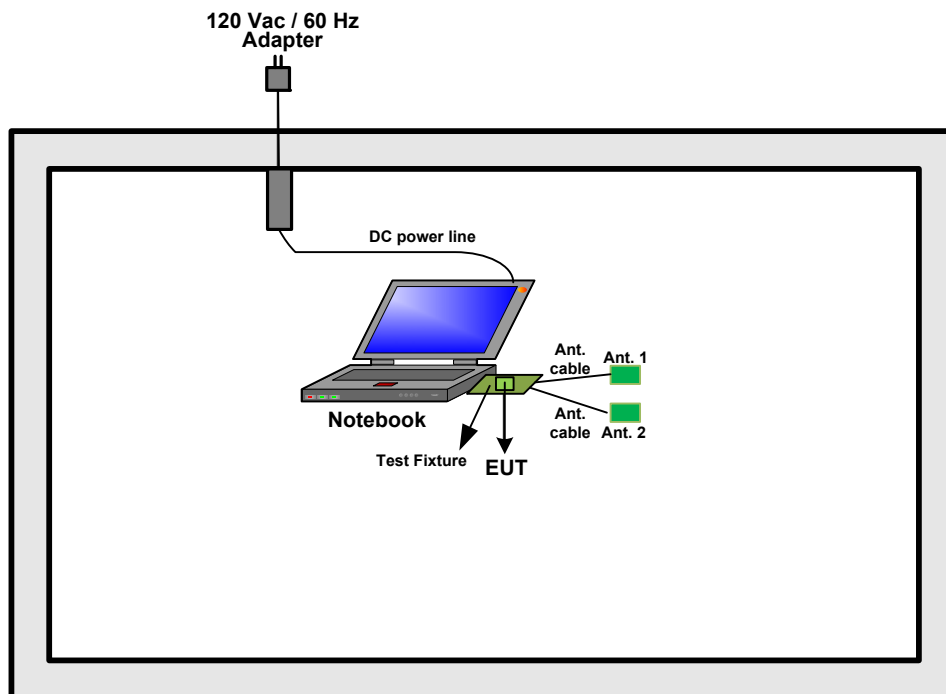 120 Vac / 60 Hz
Adapter
DC power line
Ant.
cable
Ant. 1
Notebook
Ant.
cable
Ant. 2
Test Fixture
EUT